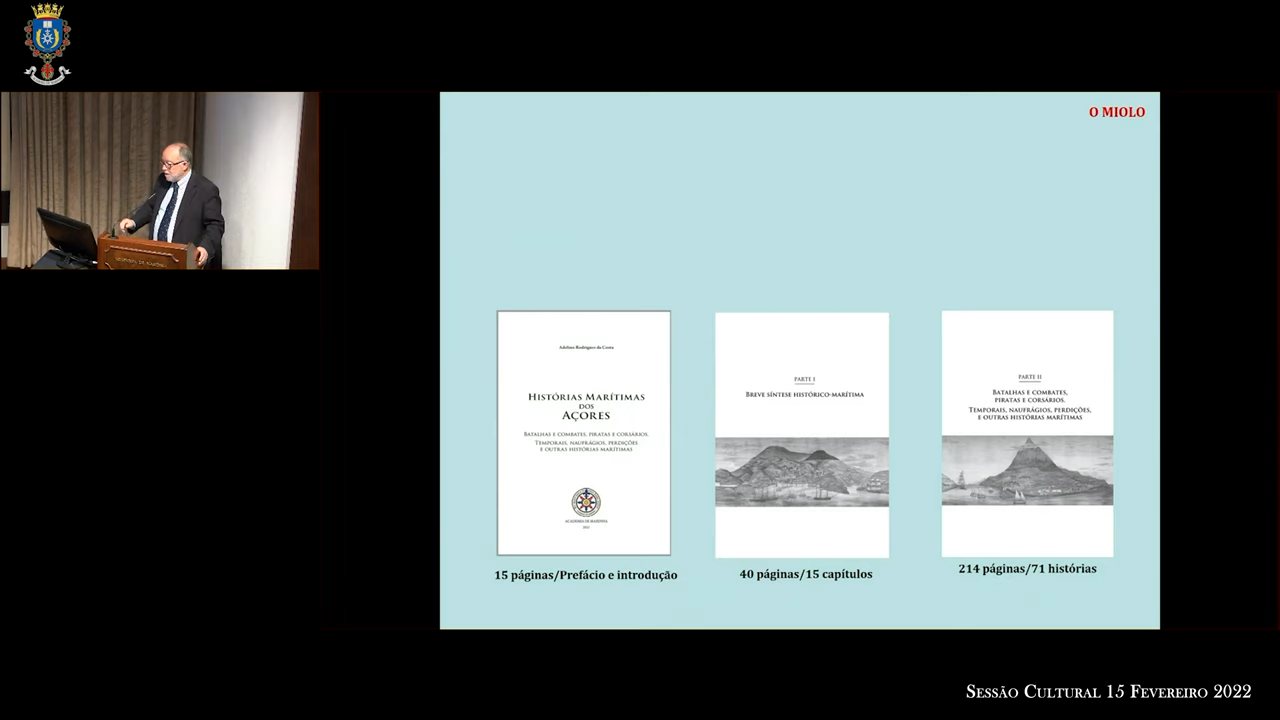 O MIOLO
Adelino Rodrigues da Costa
HISTÓRIAS MARÍTIMAS
DOS
AÇORES
BATALHAS E COMBATES, PIRATAS E CORSÁRIOS.
TEMPORAIS, NAUFRÁGIOS, PERDIÇÕES
E OUTRAS HISTÓRIAS MARÍTIMAS
ACADEMIA DE MARINHA
PARTE I
BREVE SÍNTESE HISTÓRICO-MARÍTIMA
PARTE II
BATALHAS E COMBATES,
PIRATAS E CORSÁRIOS.
TEMPORAIS, NAUFRÁGIOS, PERDIÇÕES,
E OUTRAS HISTÓRIAS MARÍTIMAS
15 páginas/Prefácio e introdução
40 páginas/15 capítulos
214 páginas/71 histórias
SESSÃO CULTURAL 15 FEVEREIRO 2022